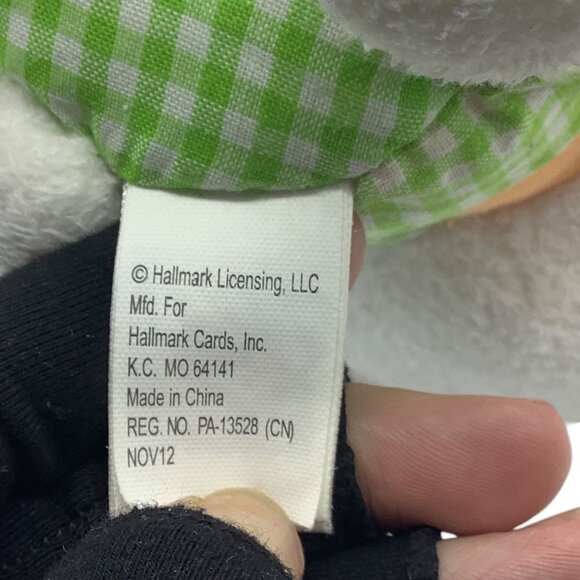 © Hallmark Licensing, LLC
Mfd. For
Hallmark Cards, Inc.
K.C. MO 64141
Made in China
REG. NO. PA-13528 (CN)
NOV12